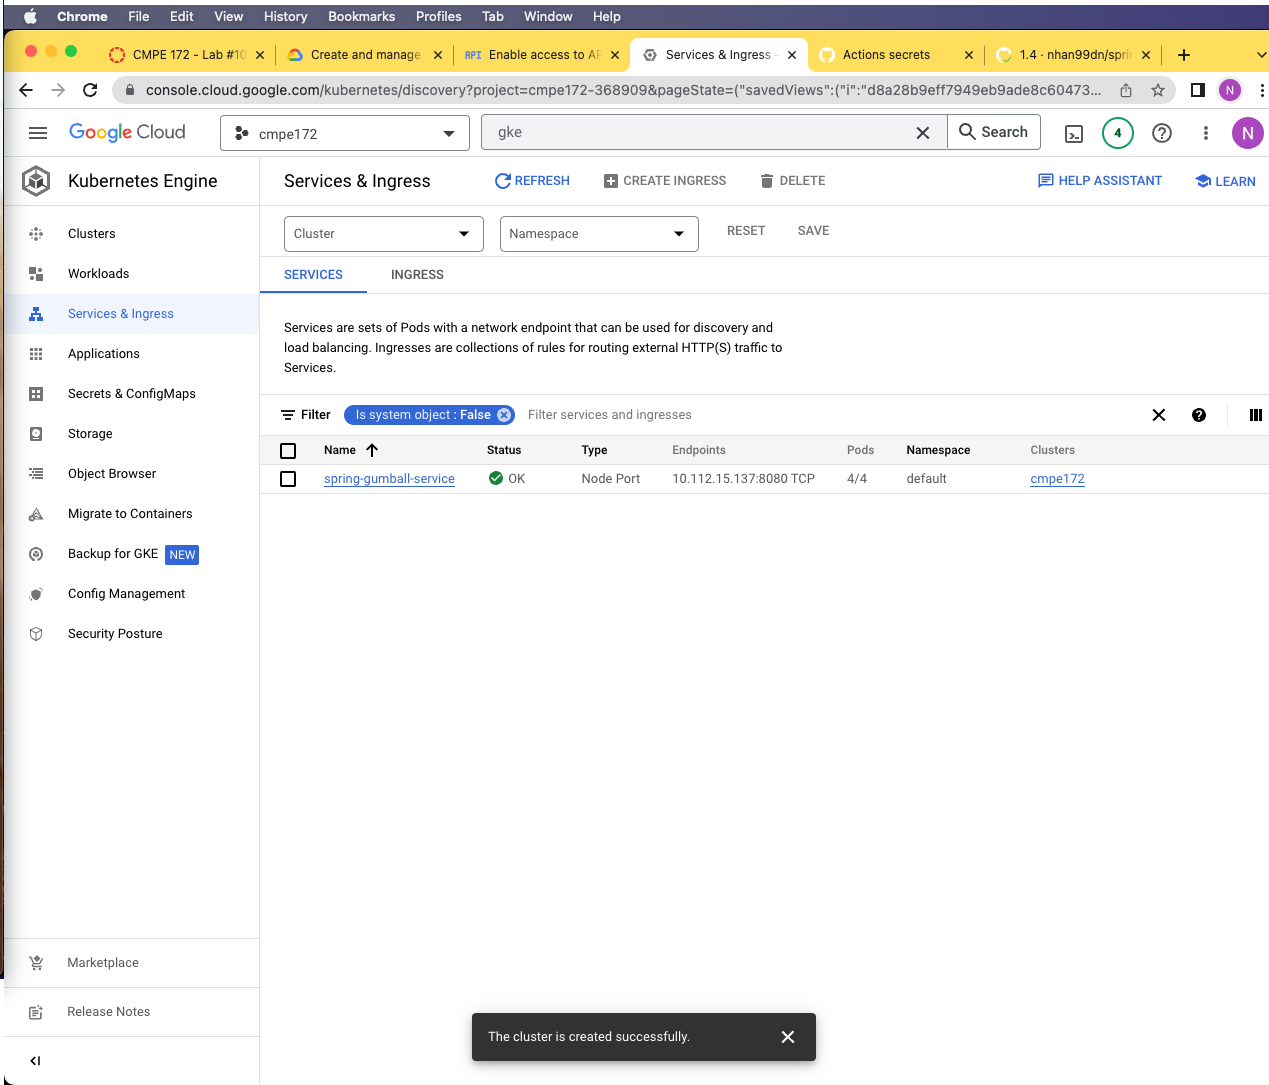 Chrome File Edit View History Bookmarks Profiles Tab Window Help
CMPE 172 - Lab #10 Create and manage API Enable access to AP Services & Ingress - Actions secrets 1.4 · nhan99dn/sprin
console.cloud.google.com/kubernetes/discovery?project=cmpe172-368909&pageState=("savedViews":("i":"d8a28b9eff7949eb9ade8c60473... N
Google Cloud cmpe172 gke Search 4 N
Kubernetes Engine Services & Ingress REFRESH CREATE INGRESS DELETE HELP ASSISTANT LEARN
Clusters
Workloads
Services & Ingress
Applications
Secrets & ConfigMaps
Storage
Object Browser
Migrate to Containers
Backup for GKE NEW
Config Management
Security Posture
Marketplace
Release Notes
Cluster Namespace RESET SAVE
SERVICES INGRESS
Services are sets of Pods with a network endpoint that can be used for discovery and
load balancing. Ingresses are collections of rules for routing external HTTP(S) traffic to
Services.
Filter Is system object : False Filter services and ingresses
Name Status Type Endpoints Pods Namespace Clusters
spring-gumball-service OK Node Port 10.112.15.137:8080 TCP 4/4 default cmpe172
The cluster is created successfully.